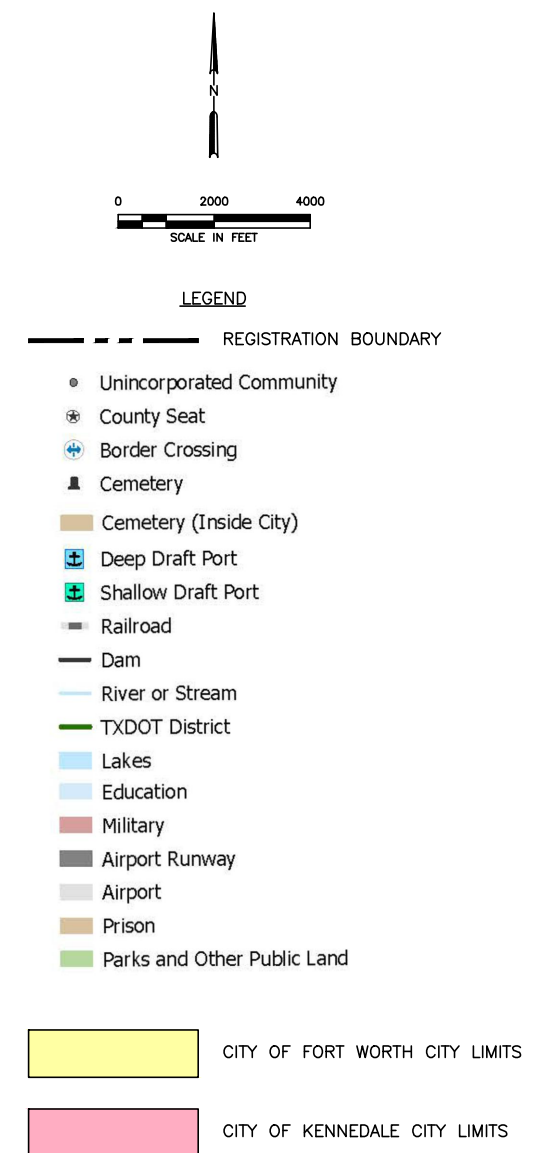 N
0 2000 4000
SCALE IN FEET
LEGEND
REGISTRATION BOUNDARY
Unincorporated Community
County Seat
Border Crossing
Cemetery
Cemetery (Inside City)
Deep Draft Port
Shallow Draft Port
Railroad
Dam
River or Stream
TXDOT District
Lakes
Education
Military
Airport Runway
Airport
Prison
Parks and Other Public Land
CITY OF FORT WORTH CITY LIMITS
CITY OF KENNEDALE CITY LIMITS